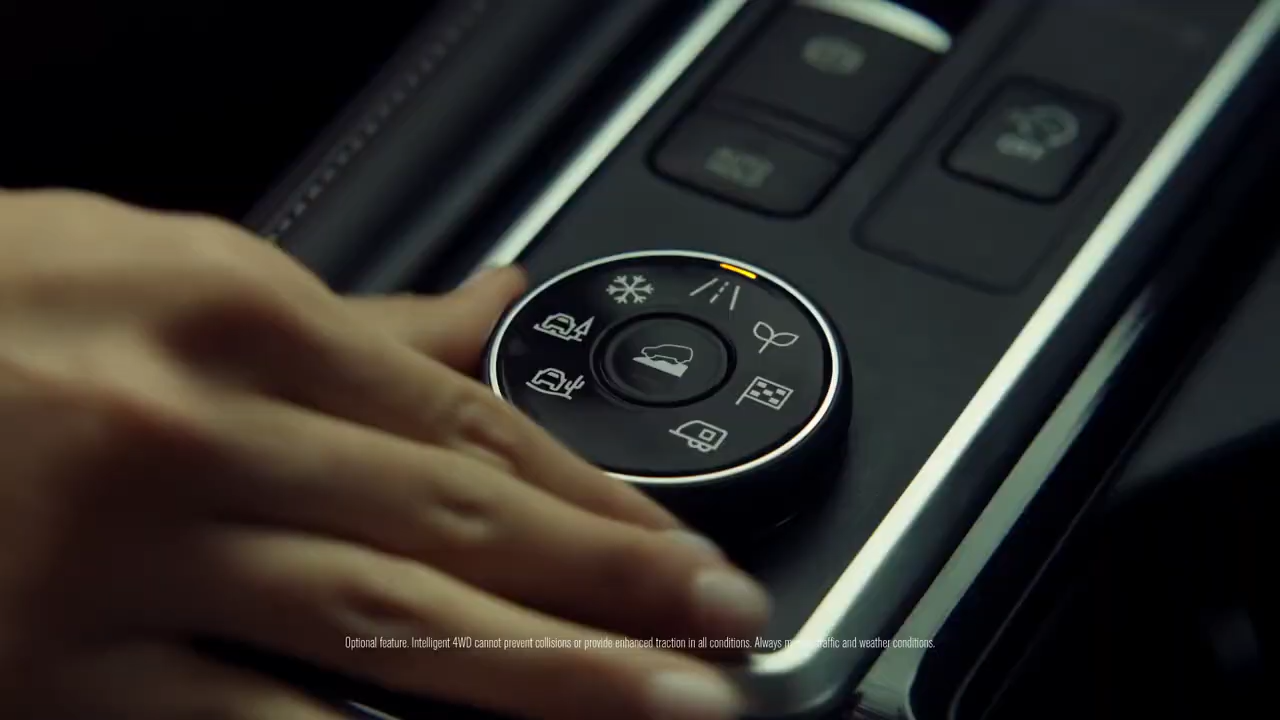 Optional feature. Intelligent 4WD cannot prevent collisions or provide enhanced traction in all conditions. Always traffic and weather conditions.
OFF